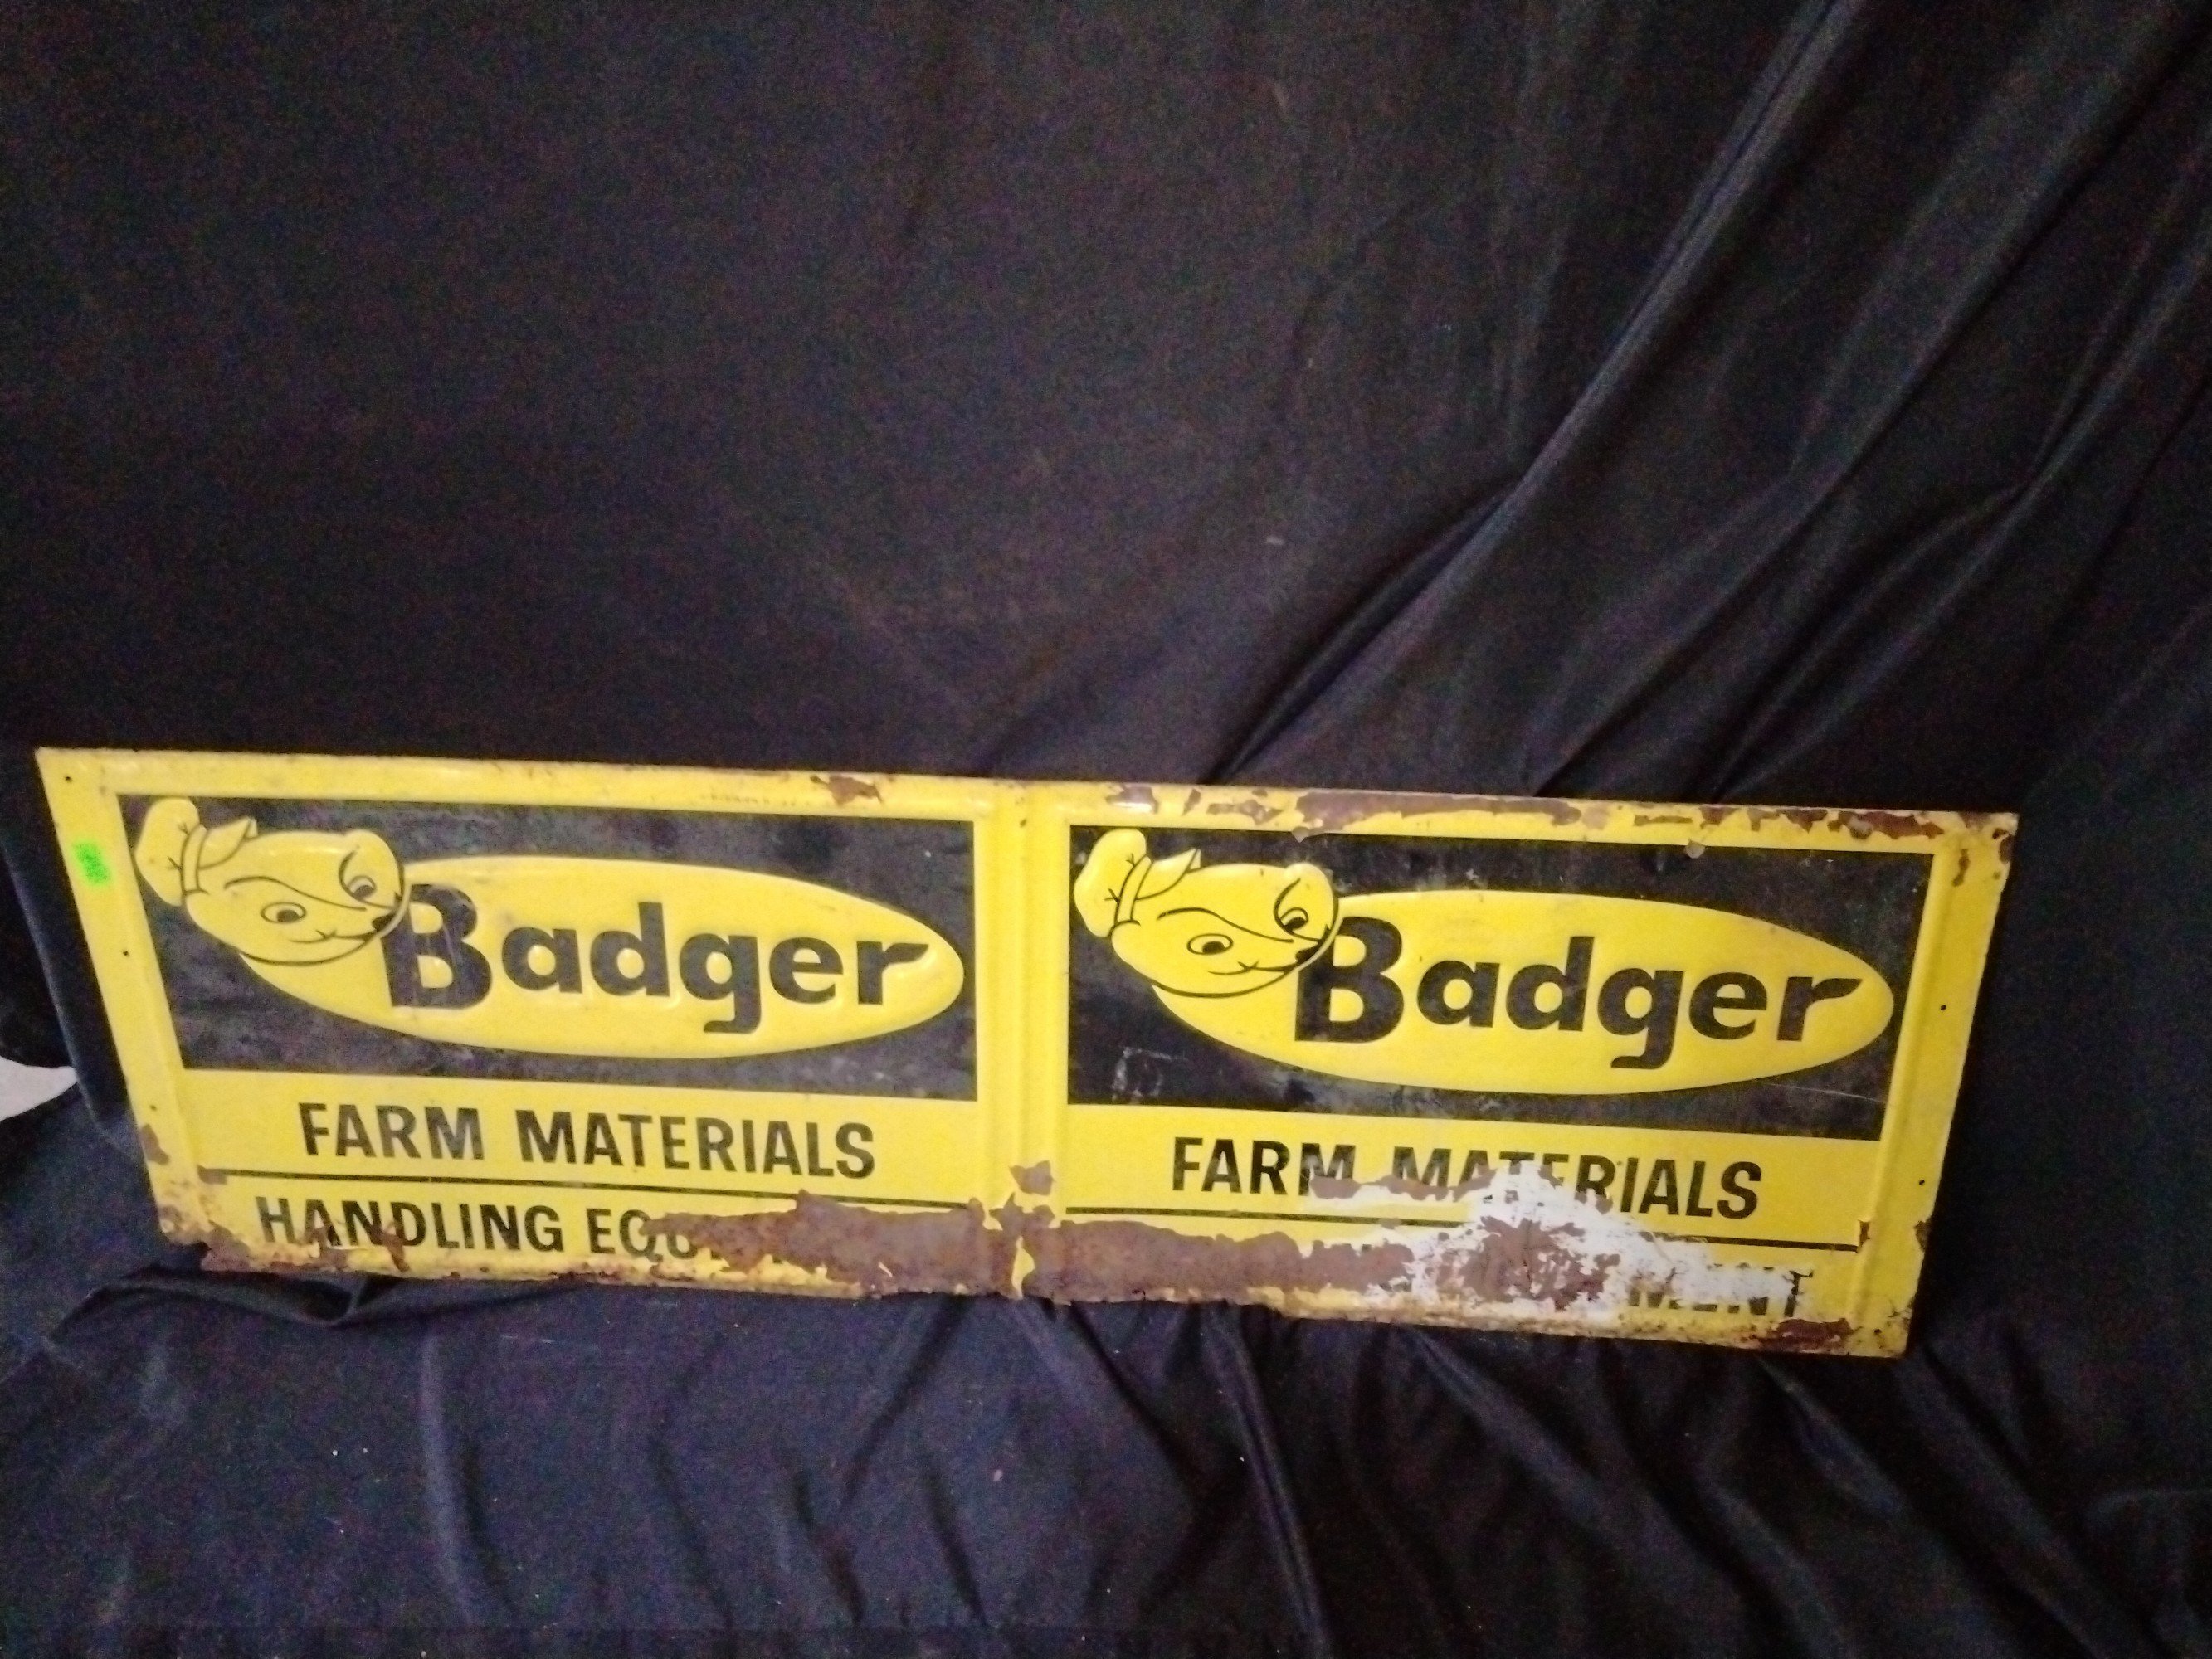 Badger
FARM MATERIALS
HANDLING EQU
Badger
FARM MATERIALS
MENT